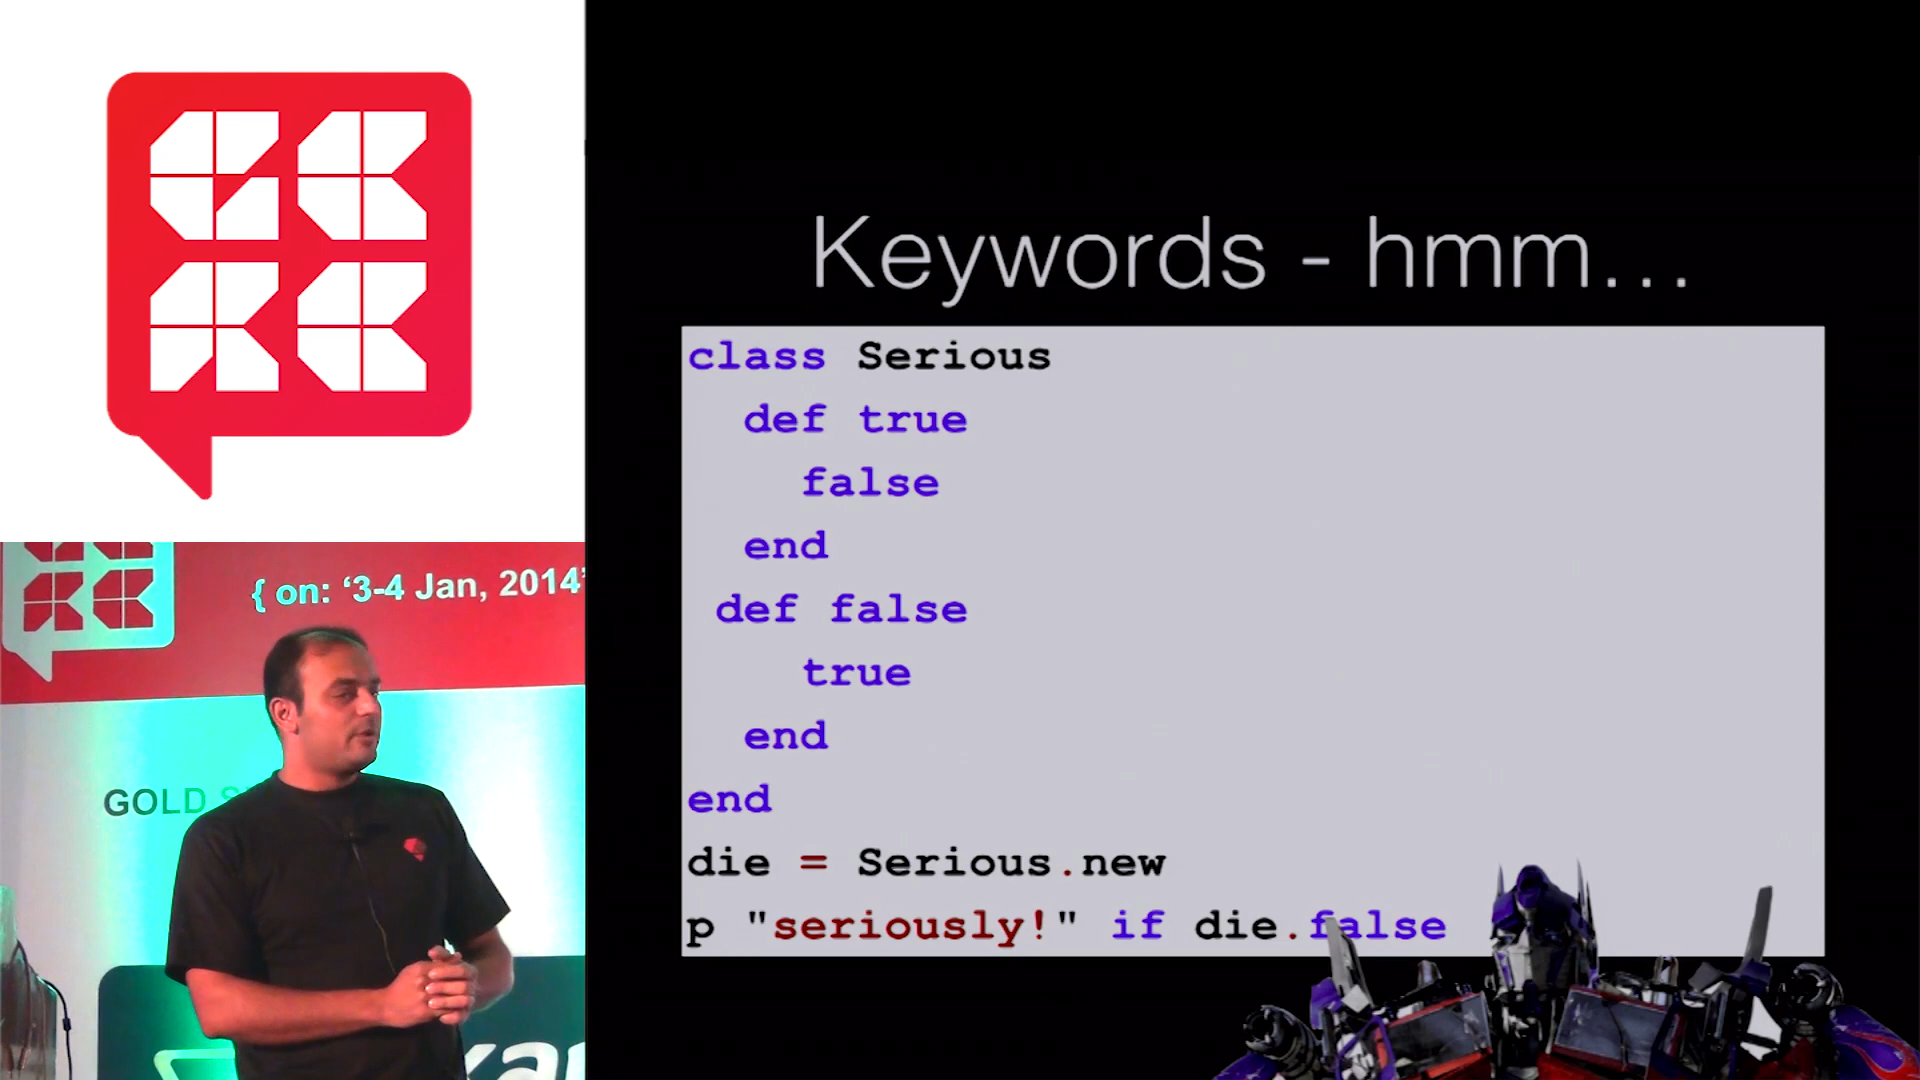 Keywords - hmm...
class Serious
def true
false
end
def false
true
end
end
die = Serious.new
p "seriously!" if die.false
{ on: ‘3-4 Jan, 2014’
GOLD